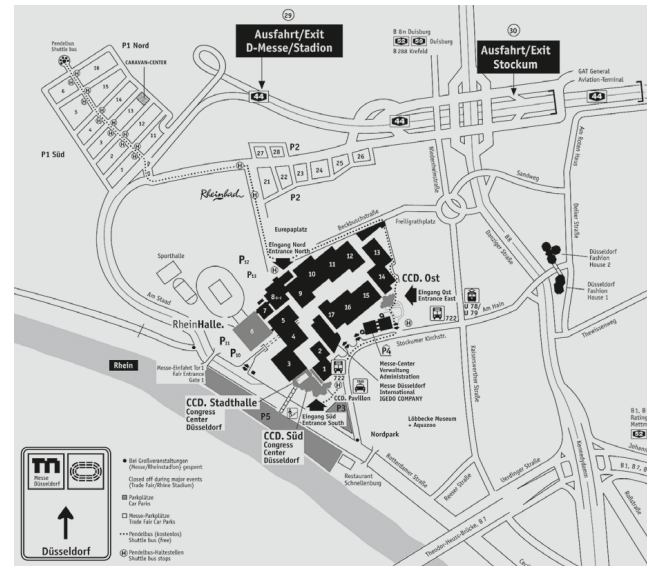 29
Ausfahrt/Exit
D-Messe/Stadion
B 8n Duisburg
Duisburg
B 288 Krefeld
30
Ausfahrt/Exit
Stockum
GAT General
Aviation-Terminal
44
44
44
Pendelbus
Shuttle bus
P1 Nord
CARAVAN-CENTER
P1 Süd
P2
27
28
21
22
23
24
25
26
P2
Rheinbad
Europaplatz
Eingang Nord
Entrance North
Beckbuschstraße
Freiligrathplatz
Sandweg
Am Roten Haus
Danziger Straße
B8
Düsseldorf
Fashion
House 2
Düsseldorf
Fashion
House 1
Sporthalle
P12
P13
Am Staad
RheinHalle.
P11
P10
6
7
5
4
3
9
10
11
12
13
14
15
16
17
2
1
CCD. Ost
Eingang Ost
Entrance East
722
U 78/
U 79
Am Hain
Stockumer Kirchstr.
P4
Messe-Center
Verwaltung
Administration
Messe Düsseldorf
International
IGEDO COMPANY
Kaiserswerther Straße
Thewissenweg
Rhein
Messe-Einfahrt Tor 1
Fair Entrance
Gate 1
722
TAXI
CCD. Pavillon
CCD. Stadthalle
Congress
Center
Düsseldorf
P5
Eingang Süd
Entrance South
P3
CCD. Süd
Congress
Center
Düsseldorf
Löbbecke Museum
+ Aquazoo
Nordpark
Rotterdamer Straße
Restaurant
Schnellenburg
Reeser Straße
Uerdinger Straße
Kennedydamm
Theodor-Heuss-Brücke, B 7
Messe
Düsseldorf
Düsseldorf
Bei Großveranstaltungen
(Messe/Rheinstadion) gesperrt
Closed off during major events
(Trade Fair/Rhine Stadium)
Parkplätze
Car Parks
Messe-Parkplätze
Trade Fair Car Parks
Pendelbus (kostenlos)
Shuttle bus (free)
H Pendelbus-Haltestellen
Shuttle bus stops